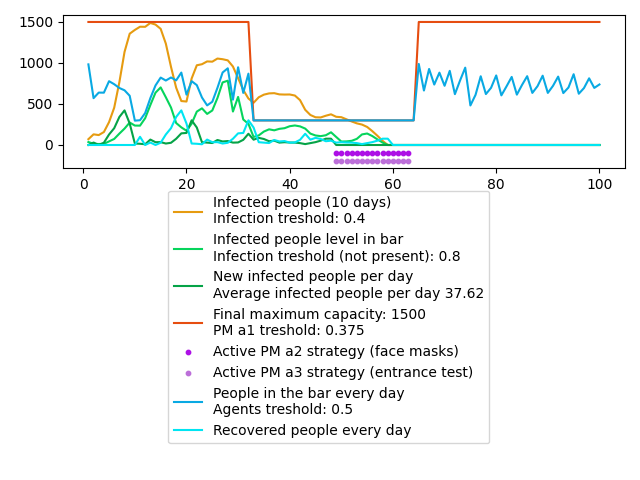 1500
1000
500
0
0 20 40 60 80 100
Infected people (10 days)
Infection treshold: 0.4
Infected people level in bar
Infection treshold (not present): 0.8
New infected people per day
Average infected people per day 37.62
Final maximum capacity: 1500
PM a1 treshold: 0.375
Active PM a2 strategy (face masks)
Active PM a3 strategy (entrance test)
People in the bar every day
Agents treshold: 0.5
Recovered people every day